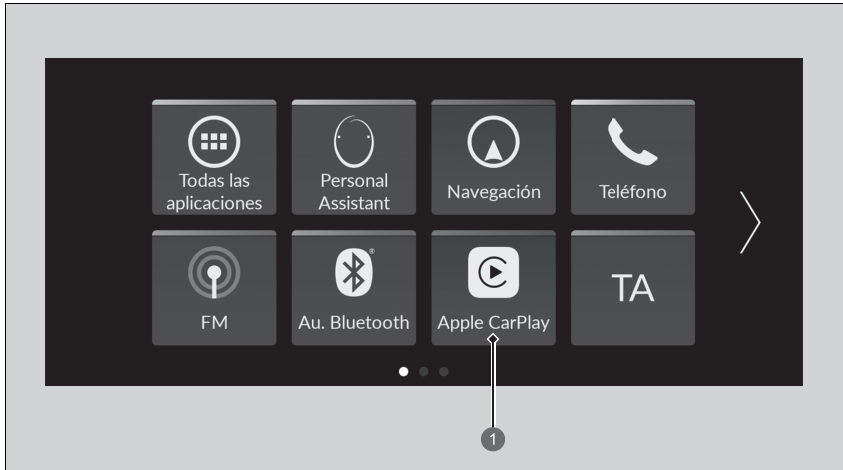 Todas las
aplicaciones
Personal
Assistant
Navegación
Teléfono
FM
®
Au. Bluetooth
Apple CarPlay
TA
1